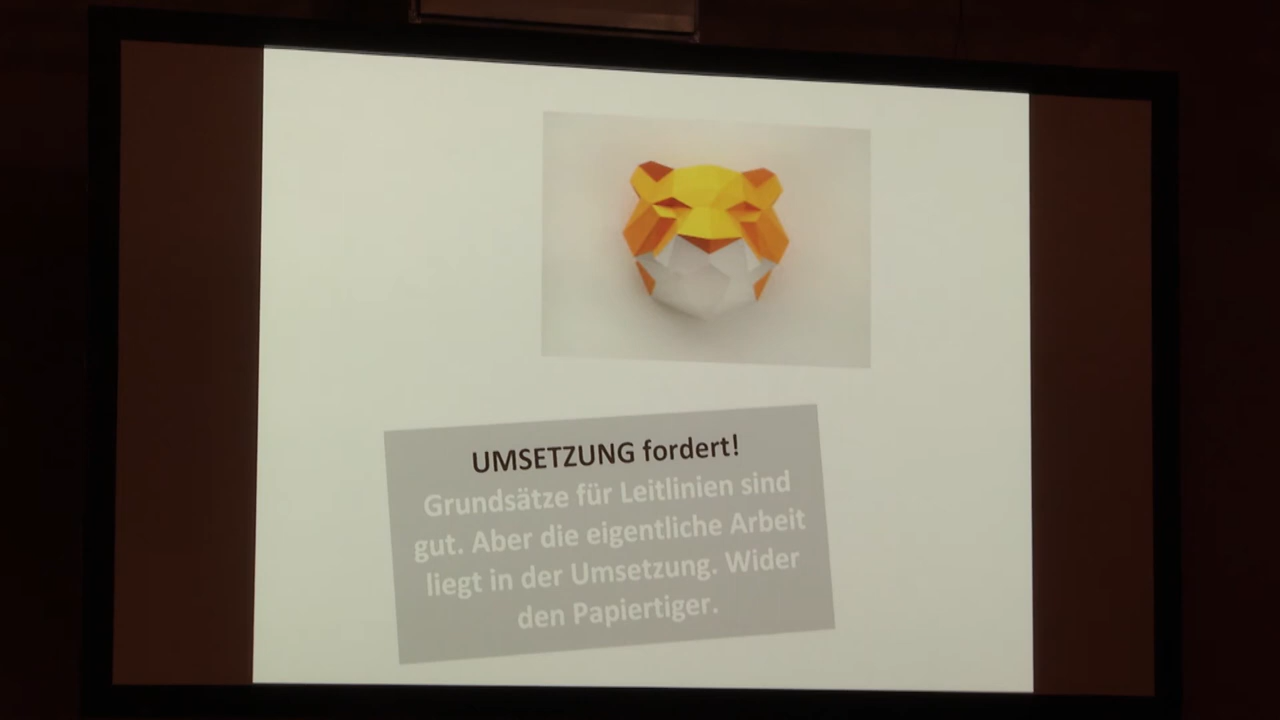 UMSETZUNG fordert!
Grundsätze für Leitlinien sind
gut. Aber die eigentliche Arbeit
liegt in der Umsetzung. Wider
den Papiertiger.